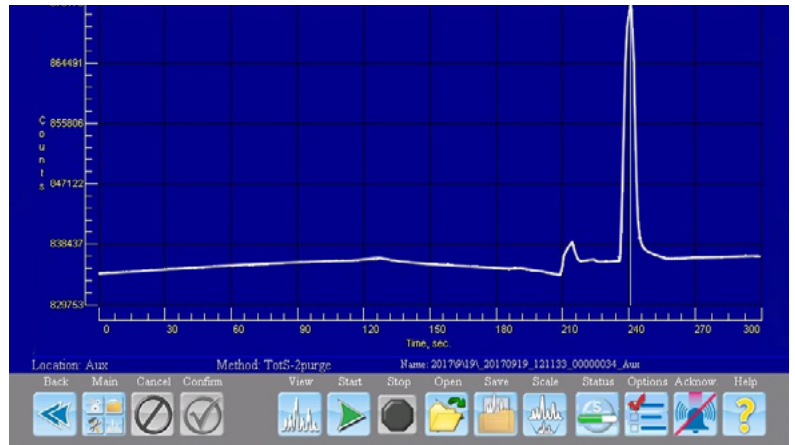 864491
C 855806
o
u
n
t
s 847122
838437
829753
0 30 60 90 120 150 180 210 240 270 300
Time, sec.
Location: Aux Method: TotS-2purge Name: 2017\9\19\_20170919_121133_00000034_Aux
Back Main Cancel Confirm View Start Stop Open Save Scale Status Options Acknow. Help